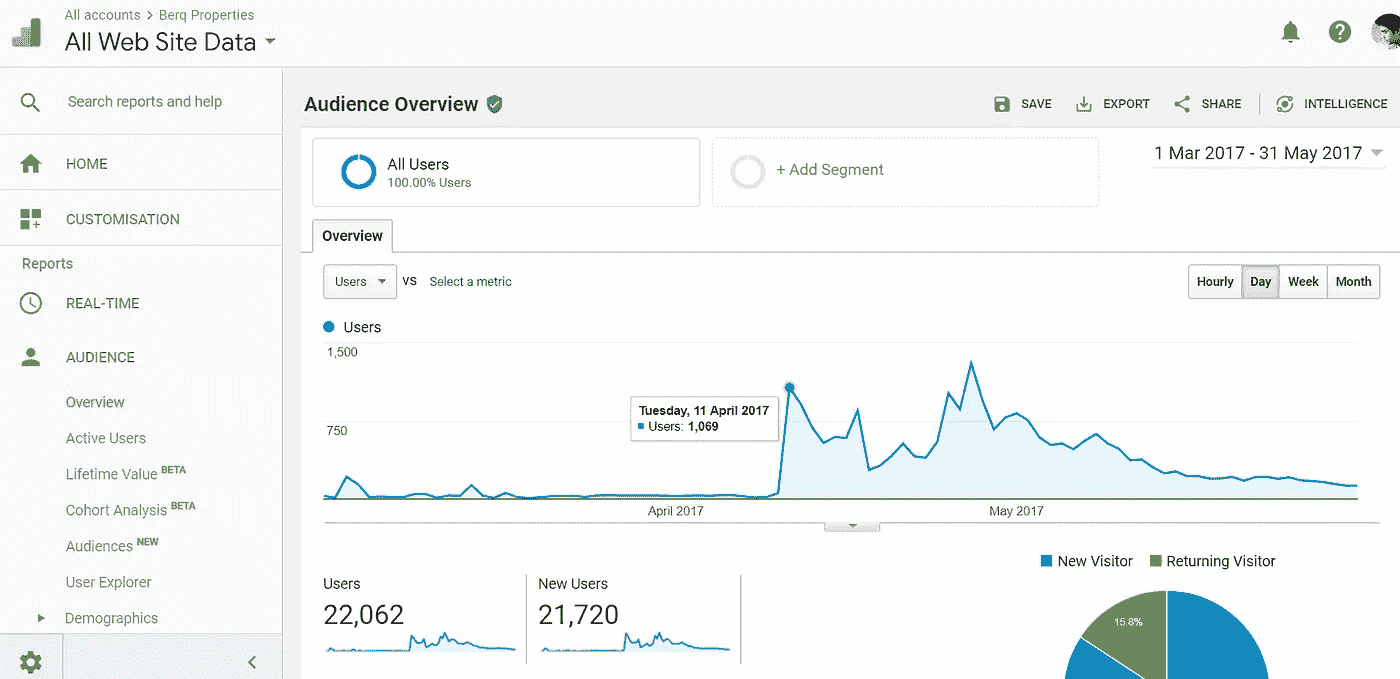 All accounts > Berq Properties
All Web Site Data
Search reports and help
HOME
CUSTOMISATION
Reports
REAL-TIME
AUDIENCE
Overview
Active Users
Lifetime Value BETA
Cohort Analysis BETA
Audiences NEW
User Explorer
Demographics
Audience Overview
SAVE
EXPORT
SHARE
INTELLIGENCE
All Users
100.00% Users
+ Add Segment
1 Mar 2017 - 31 May 2017
Overview
Users
VS
Select a metric
Hourly
Day
Week
Month
Users
1,500
750
Tuesday, 11 April 2017
Users: 1,069
April 2017
May 2017
Users
22,062
New Users
21,720
New Visitor
Returning Visitor
15.8%